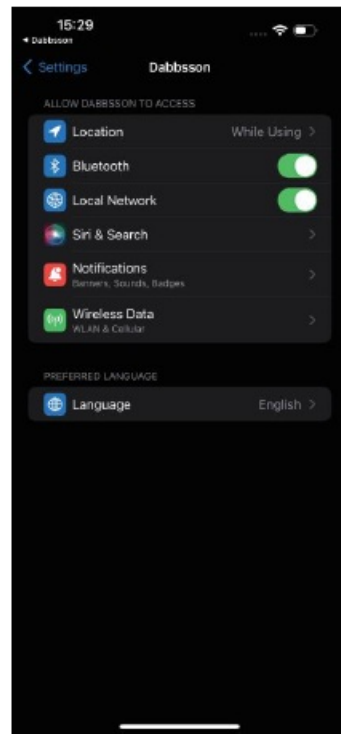 15:29
Dabbsson
Settings
Dabbsson
ALLOW DABBSSON TO ACCESS
Location
While Using
Bluetooth
Local Network
Siri & Search
Notifications
Banners, Sounds, Badges
Wireless Data
WLAN & Cellular
PREFERRED LANGUAGE
Language
English